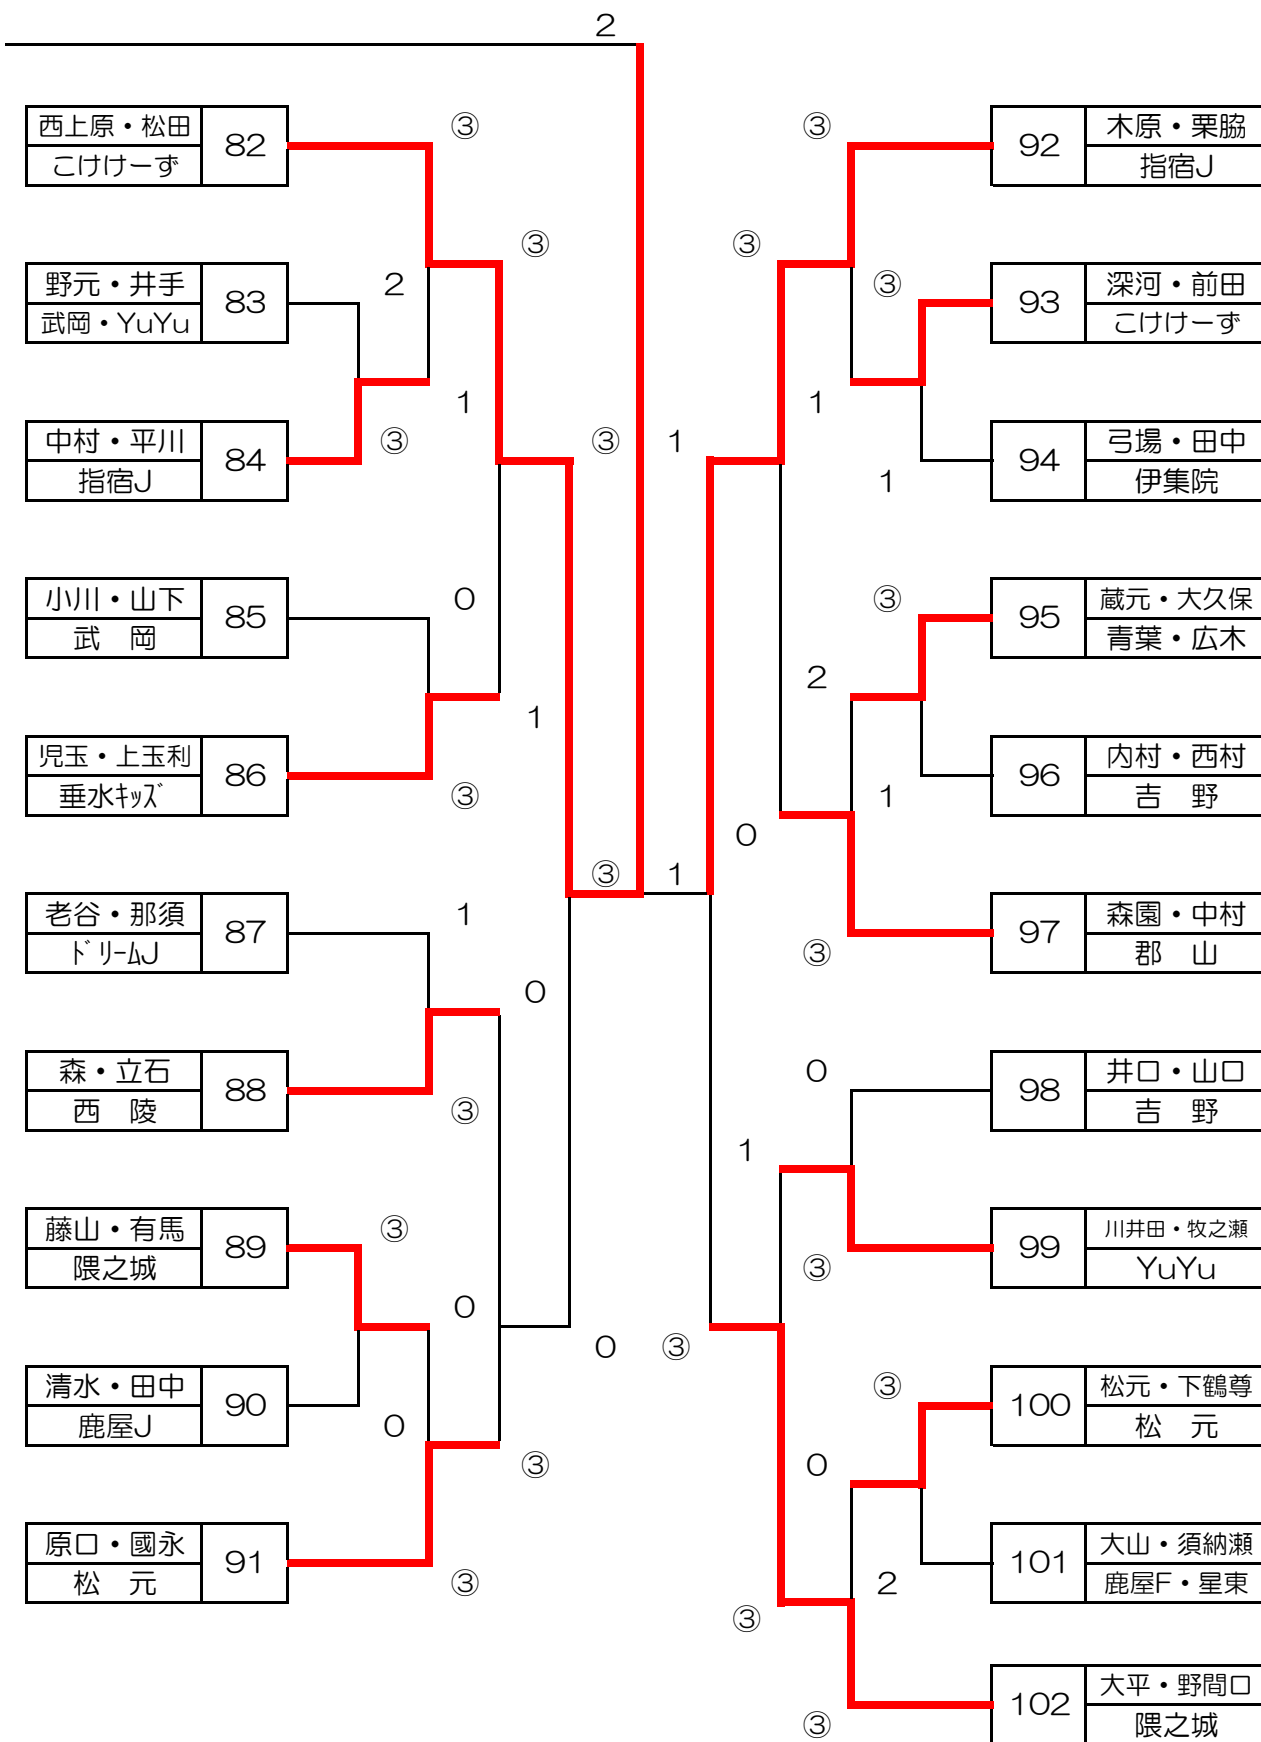 2
西上原・松田
こけけーず
82
③
野元・井手
武岡・YuYu
83
2
③
中村・平川
指宿J
84
③
1
③
小川・山下
武　岡
85
0
児玉・上玉利
垂水ｷｯｽﾞ
86
③
1
③
老谷・那須
ﾄﾞﾘｰﾑJ
87
1
0
森・立石
西　陵
88
③
藤山・有馬
隈之城
89
③
0
0
清水・田中
鹿屋J
90
0
③
原口・國永
松　元
91
③
③
92
木原・栗脇
指宿J
③
③
93
深河・前田
こけけーず
1
1
94
弓場・田中
伊集院
1
③
95
蔵元・大久保
青葉・広木
2
96
内村・西村
吉　野
1
0
1
97
森園・中村
郡　山
③
0
98
井口・山口
吉　野
1
99
川井田・牧之瀬
YuYu
③
③
③
100
松元・下鶴尊
松　元
0
101
大山・須納瀬
鹿屋F・星東
2
③
102
大平・野間口
隈之城
③